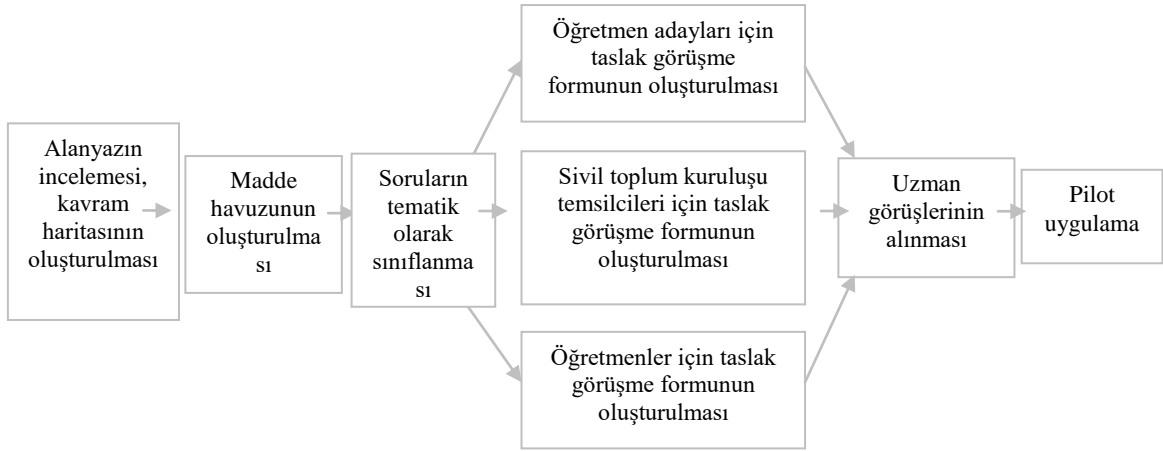 Alanyazın
incelemesi,
kavram
haritasının
oluşturulması
Madde
havuzunun
oluşturulma
sı
Soruların
tematik
olarak
sınıflanma
sı
Öğretmen adayları için
taslak görüşme
formunun oluşturulması
Sivil toplum kuruluşu
temsilcileri için taslak
görüşme formunun
oluşturulması
Öğretmenler için taslak
görüşme formunun
oluşturulması
Uzman
görüşlerinin
alınması
Pilot
uygulama